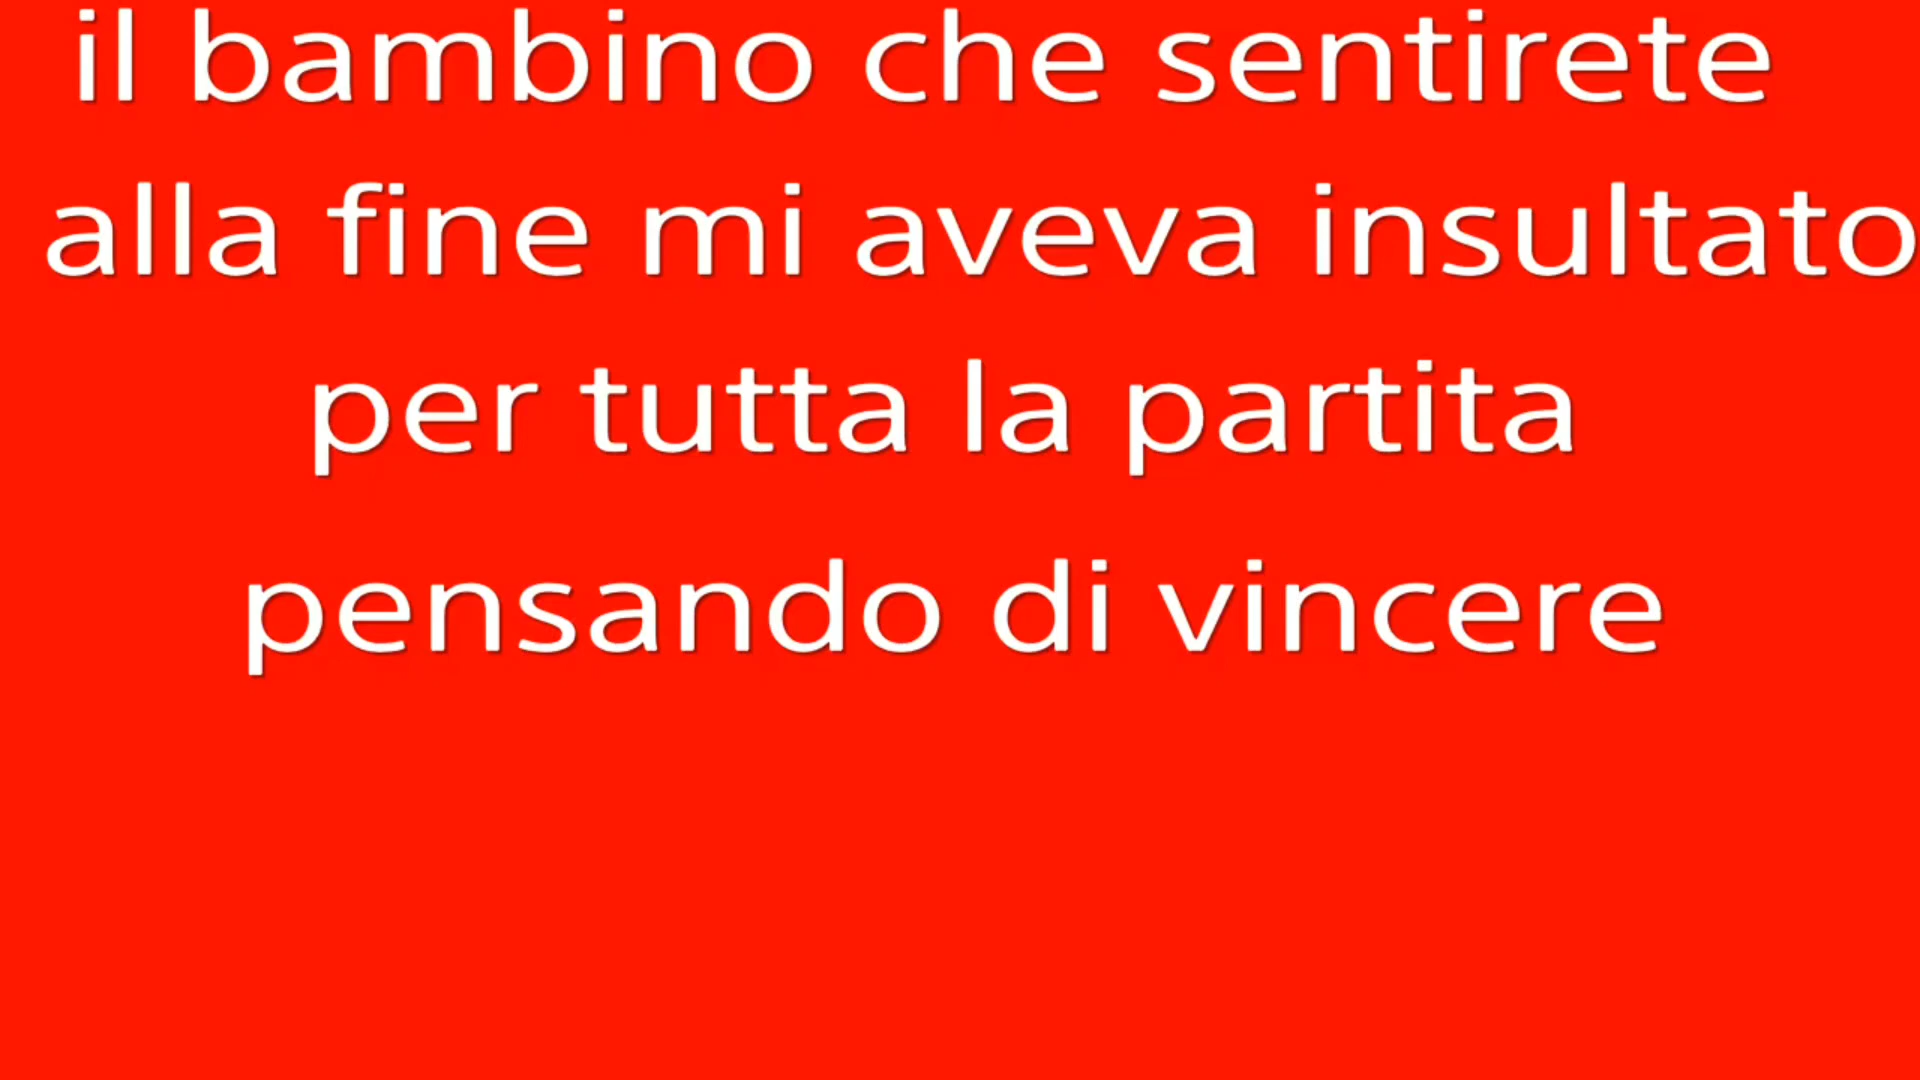 il bambino che sentirete
alla fine mi aveva insultato
per tutta la partita
pensando di vincere